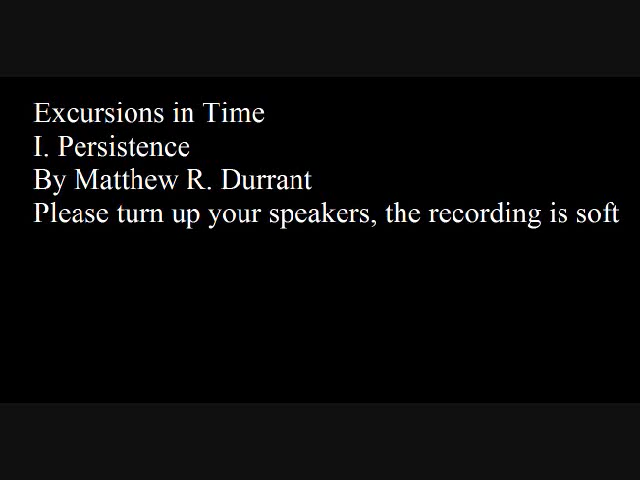 Excursions in Time
I. Persistence
By Matthew R. Durrant
Please turn up your speakers, the recording is soft